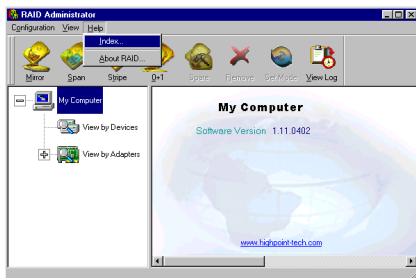 RAID Administrator
Configuration View Help
Index...
About RAID...
Mirror Span Stripe 0+1 Spare Remove Set Mode View Log
My Computer
View by Devices
View by Adapters
My Computer
Software Version 1.11.0402
www.highpoint-tech.com